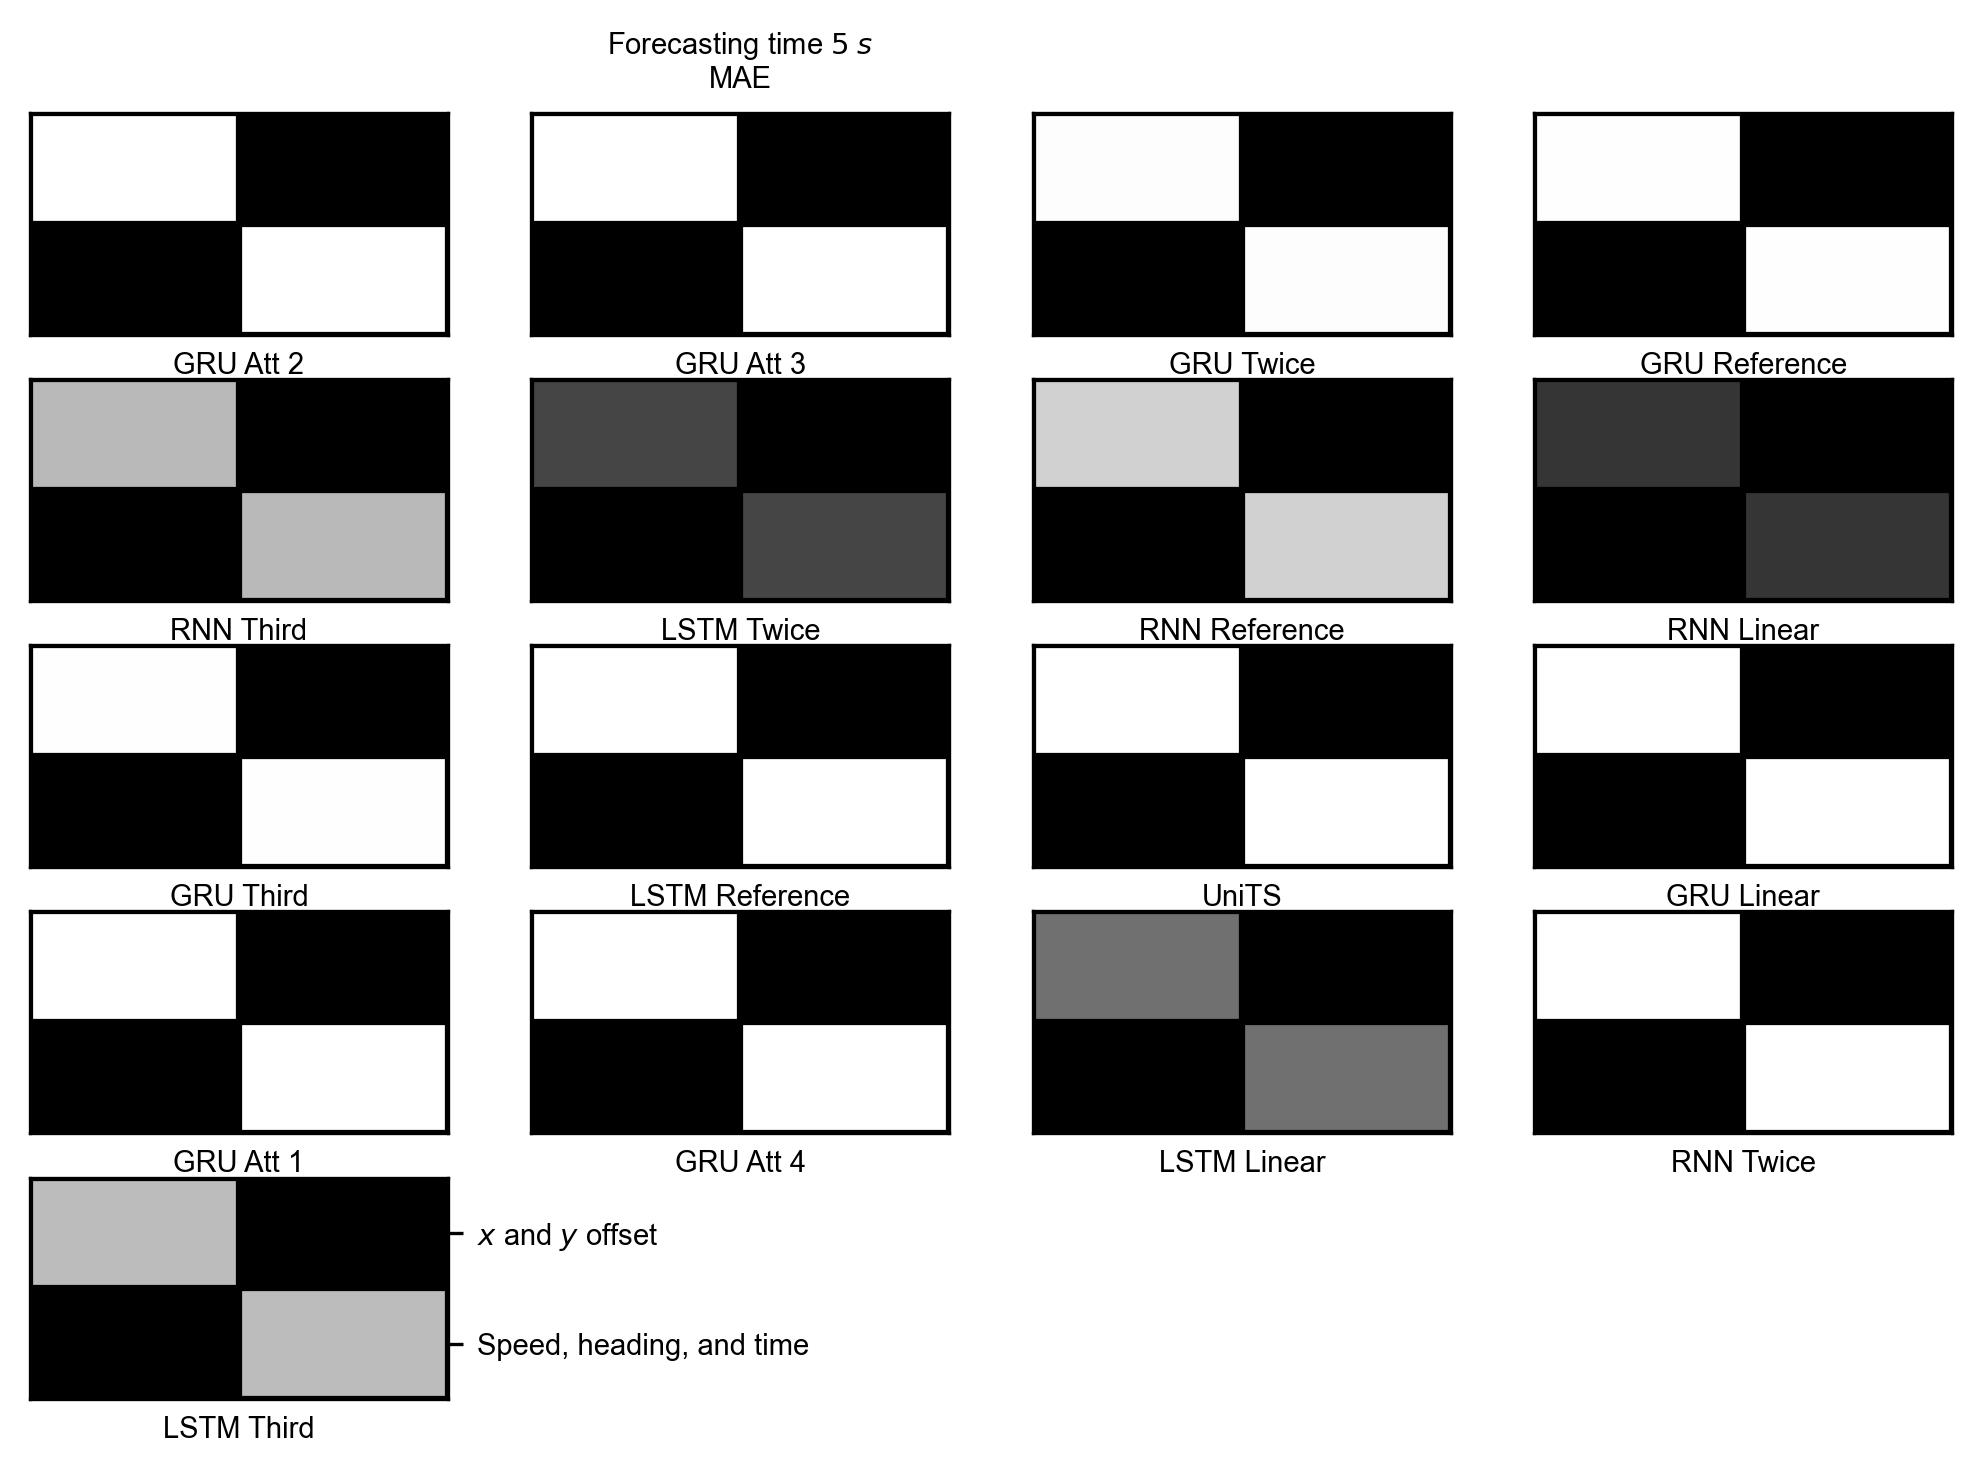 Forecasting time 5 s
MAE
GRU Att 2
GRU Att 3
GRU Twice
GRU Reference
RNN Third
LSTM Twice
RNN Reference
RNN Linear
GRU Third
LSTM Reference
UniTS
GRU Linear
GRU Att 1
GRU Att 4
LSTM Linear
RNN Twice
x and y offset
Speed, heading, and time
LSTM Third